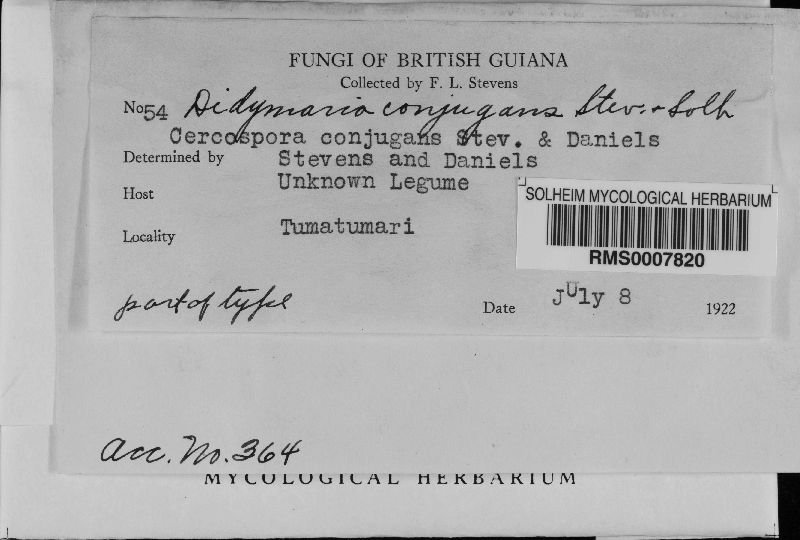 FUNGI OF BRITISH GUIANA
Collected by F. L. Stevens
No 54 Didymaria conjugans Stev. & Solh
Cercospora conjugans Stev. & Daniels
Determined by Stevens and Daniels
Host Unknown Legume
Locality Tumatumari
SOLHEIM MYCOLOGICAL HERBARIUM
RMS0007820
part of type
Date July 8 1922
Acc. No. 364
MYCOLOGICAL HERBARIUM